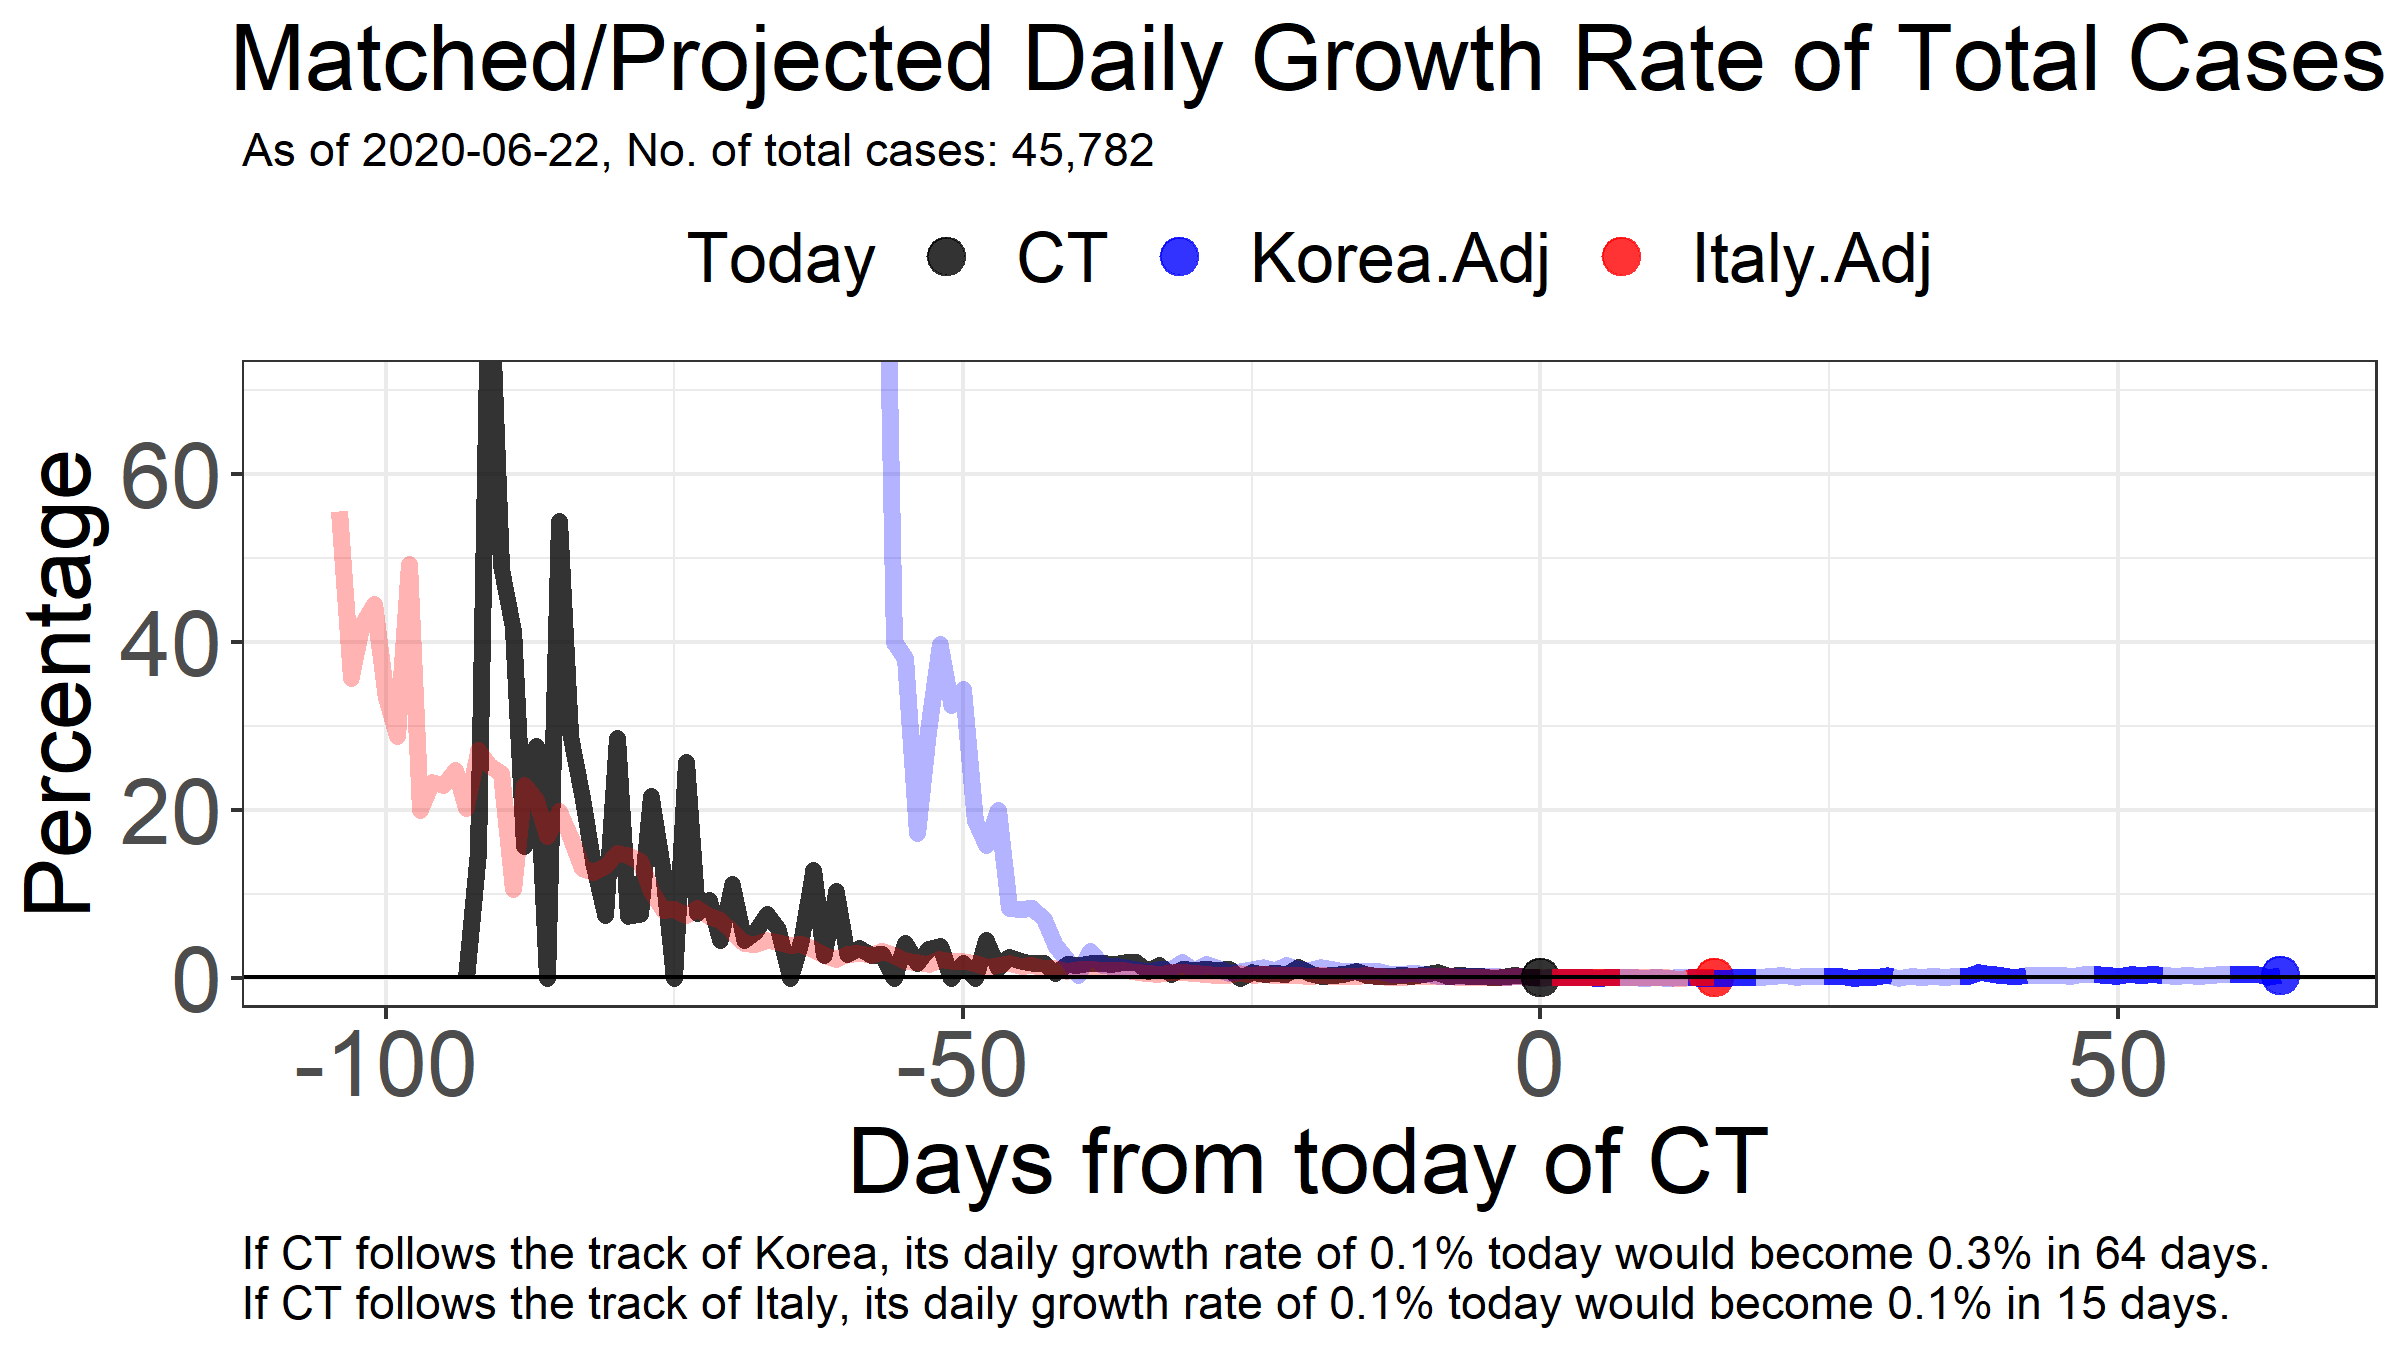 Matched/Projected Daily Growth Rate of Total Cases
As of 2020-06-22, No. of total cases: 45,782
Today CT Korea.Adj Italy.Adj
Percentage
60
40
20
0
-100 -50 0 50
Days from today of CT
If CT follows the track of Korea, its daily growth rate of 0.1% today would become 0.3% in 64 days.
If CT follows the track of Italy, its daily growth rate of 0.1% today would become 0.1% in 15 days.